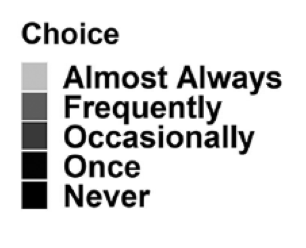 Choice
Almost Always
Frequently
Occasionally
Once
Never